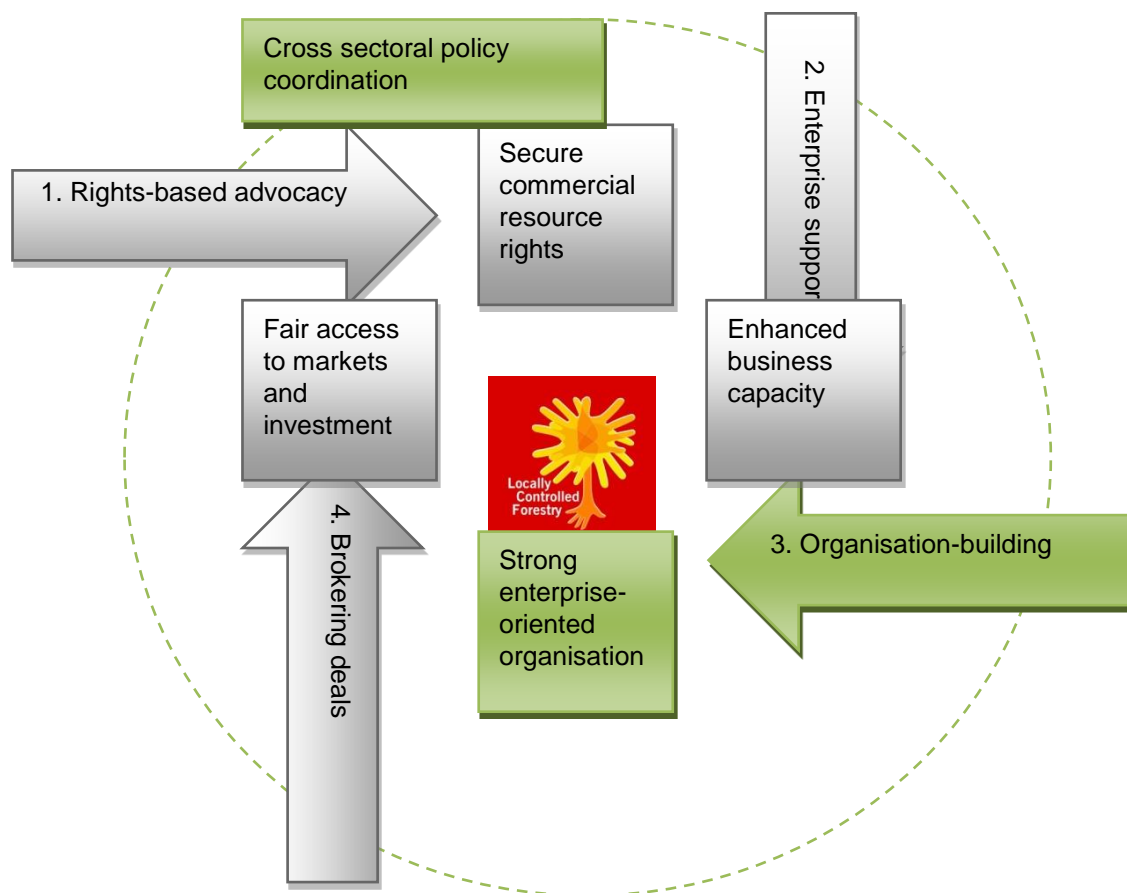 Cross sectoral policy
coordination
2. Enterprise suppor
1. Rights-based advocacy
Secure
commercial
resource
rights
Fair access
to markets
and
investment
Enhanced
business
capacity
Locally
Controlled
Forestry
4. Brokering deals
Strong
enterprise-
oriented
organisation
3. Organisation-building